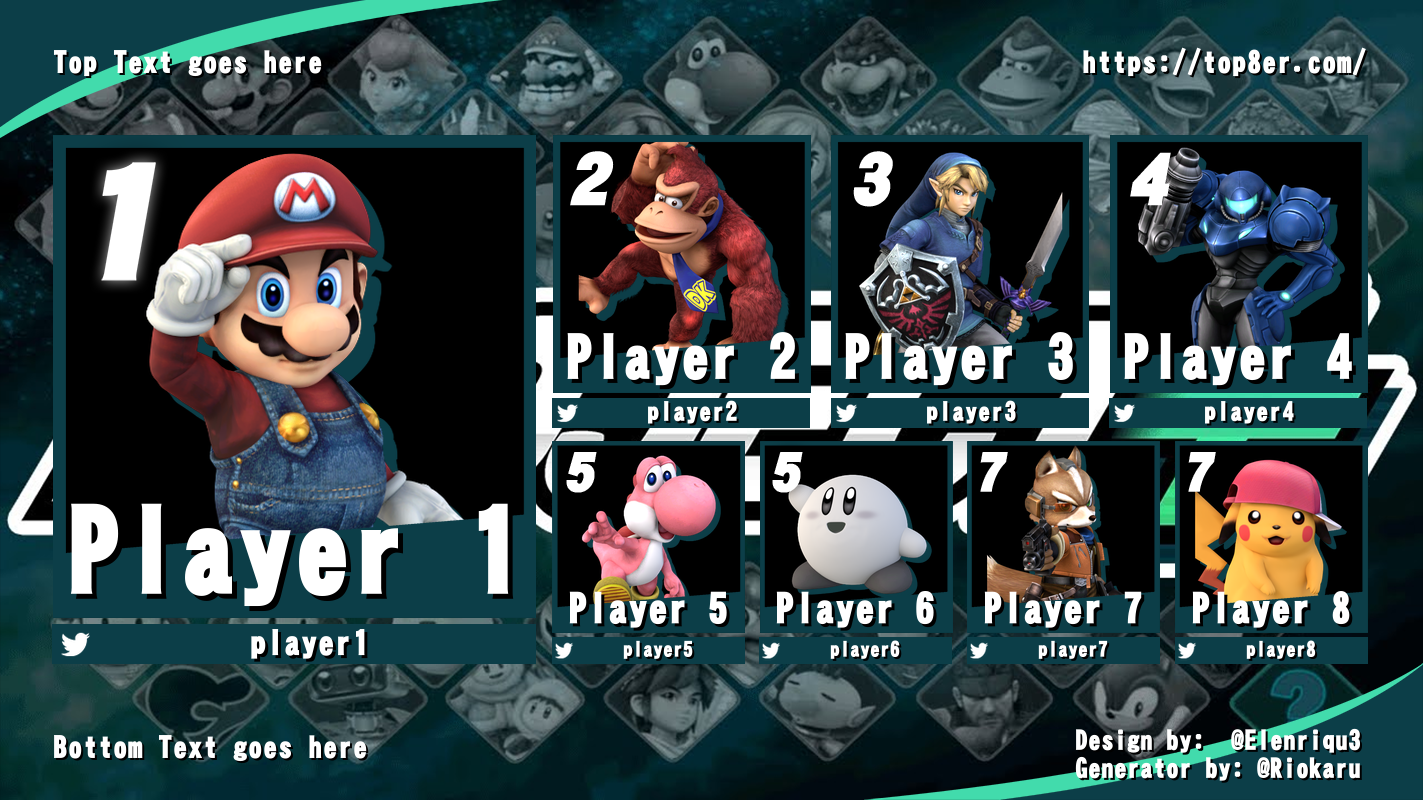 Top Text goes here
https://top8er.com/
1
M
Player 1
player1
2
DK
Player 2
player2
3
Player 3
player3
4
Player 4
player4
5
Player 5
player5
5
Player 6
player6
7
Player 7
player7
7
Player 8
player8
?
Bottom Text goes here
Design by: @Elenriqu3
Generator by: @Riokaru